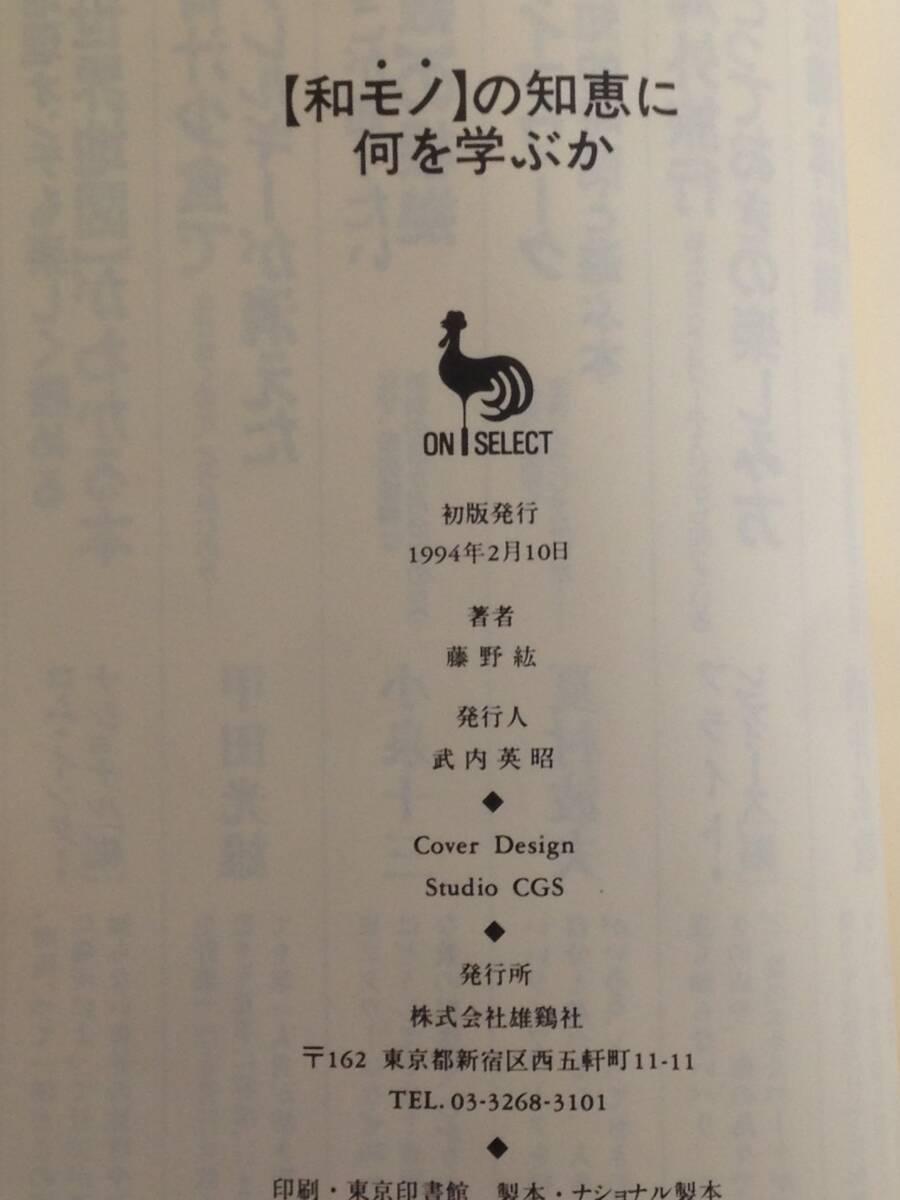 【和モノ】の知恵に
何を学ぶか
ON SELECT
初版発行
1994年2月10日
著者
藤野紘
発行人
武内英昭
◆
Cover Design
Studio CGS
◆
発行所
株式会社雄鶏社
〒162 東京都新宿区西五軒町11-11
TEL. 03-3268-3101
◆
印刷・東京印書館 製本・ナショナル製本